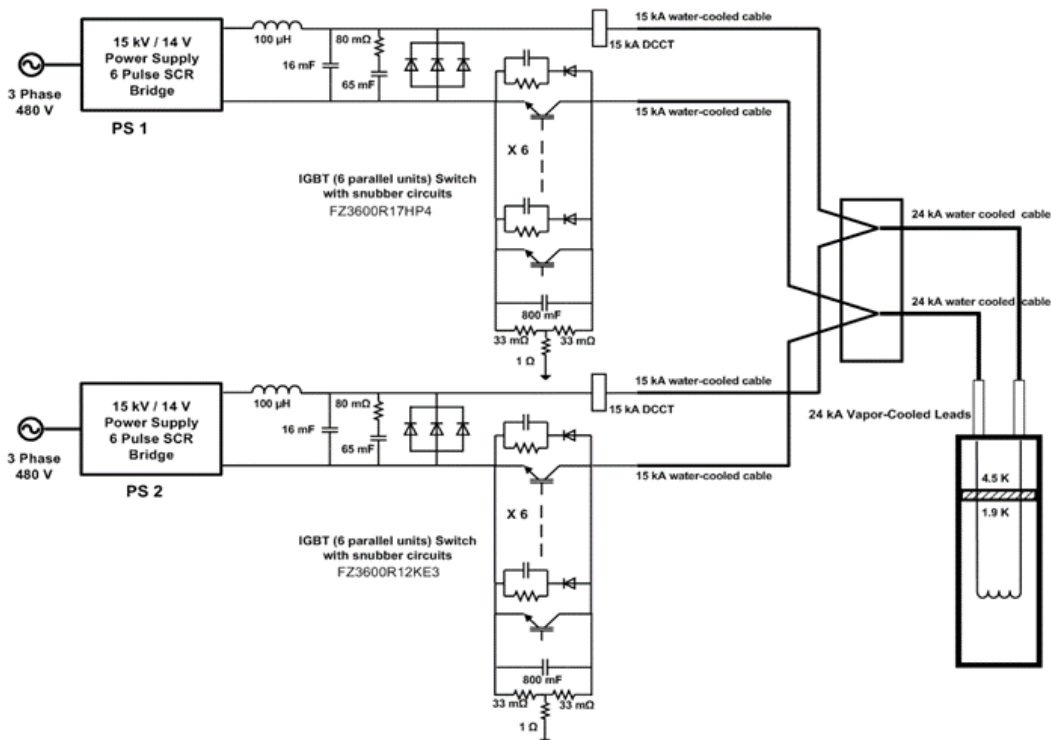 15 kV / 14 V
Power Supply
6 Pulse SCR
Bridge
3 Phase
480 V
PS 1
100 µH
16 mF
80 mΩ
65 mF
15 kA DCCT
15 kA water-cooled cable
15 kA water-cooled cable
X 6
IGBT (6 parallel units) Switch
with snubber circuits
FZ3600R17HP4
800 mF
33 mΩ
33 mΩ
1 Ω
24 kA water cooled cable
24 kA water cooled cable
15 kV / 14 V
Power Supply
6 Pulse SCR
Bridge
3 Phase
480 V
PS 2
100 µH
16 mF
80 mΩ
65 mF
15 kA DCCT
15 kA water-cooled cable
15 kA water-cooled cable
X 6
IGBT (6 parallel units) Switch
with snubber circuits
FZ3600R12KE3
800 mF
33 mΩ
33 mΩ
1 Ω
24 kA Vapor-Cooled Leads
4.5 K
1.9 K